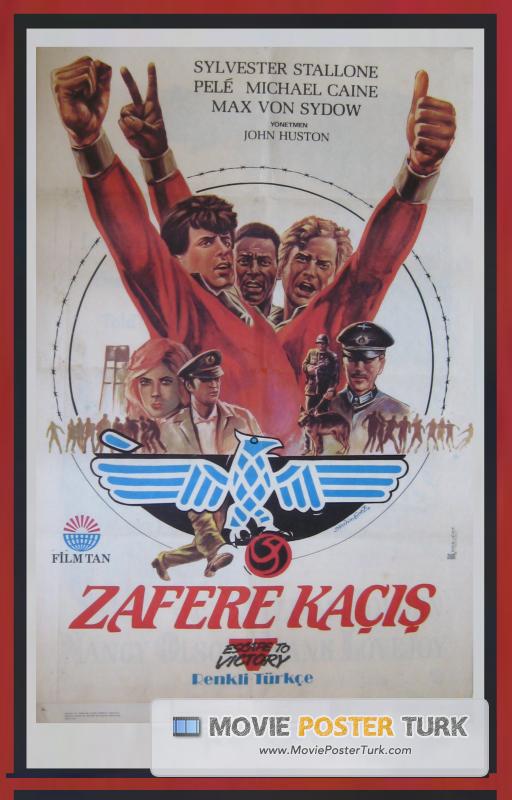 SYLVESTER STALLONE
PELÉ MICHAEL CAINE
MAX VON SYDOW
YÖNETMEN
JOHN HUSTON
FİLM TAN
ZAFERE KAÇIŞ
ESCAPE TO
VICTORY
Renkli Türkçe
MOVIE POSTER TURK
www.MoviePosterTurk.com